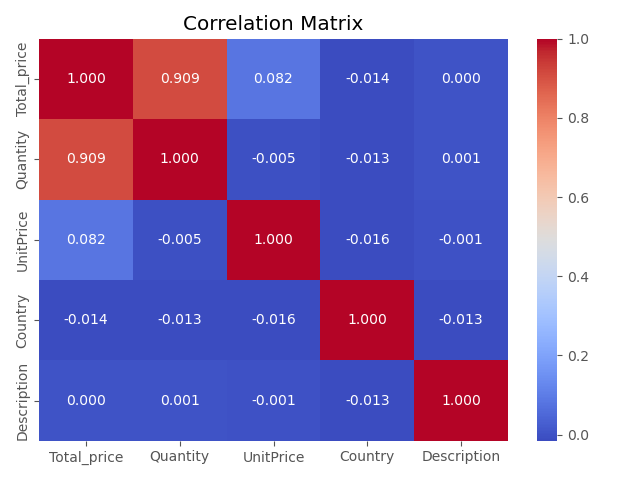 Correlation Matrix
Total_price 1.000 0.909 0.082 -0.014 0.000
Quantity 0.909 1.000 -0.005 -0.013 0.001
UnitPrice 0.082 -0.005 1.000 -0.016 -0.001
Country -0.014 -0.013 -0.016 1.000 -0.013
Description 0.000 0.001 -0.001 -0.013 1.000
Total_price Quantity UnitPrice Country Description
1.0
0.8
0.6
0.4
0.2
0.0